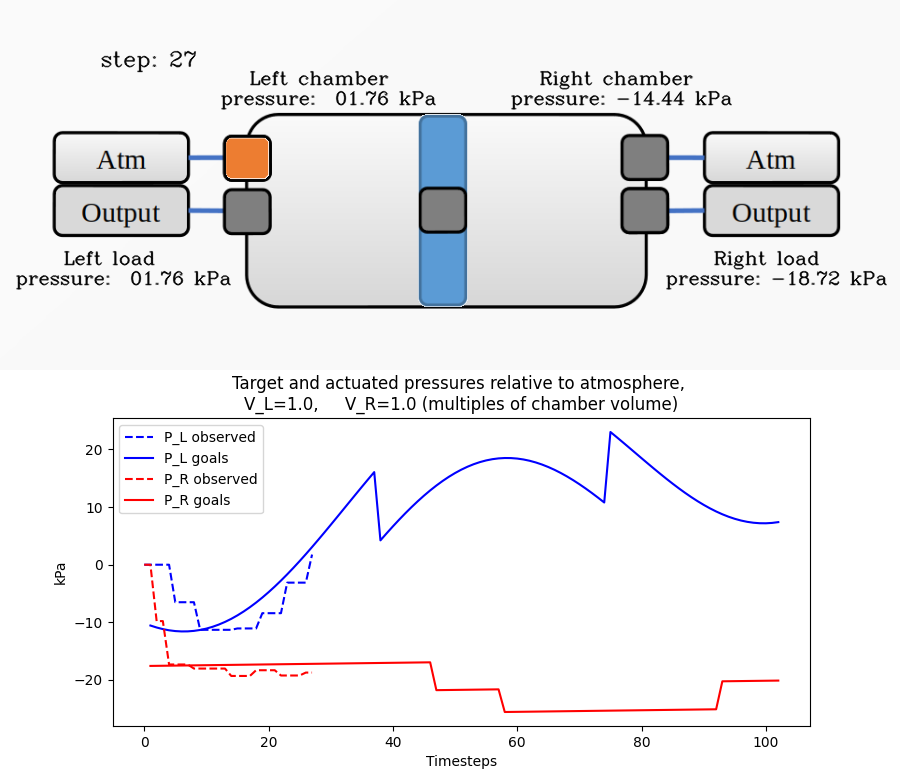 step: 27
Left chamber
pressure:  01.76 kPa
Right chamber
pressure: −14.44 kPa
Atm
Output
Atm
Output
Left load
pressure:  01.76 kPa
Right load
pressure: −18.72 kPa
Target and actuated pressures relative to atmosphere,
V_L=1.0,     V_R=1.0 (multiples of chamber volume)
P_L observed
P_L goals
P_R observed
P_R goals
20
10
0
−10
−20
kPa
0 20 40 60 80 100
Timesteps